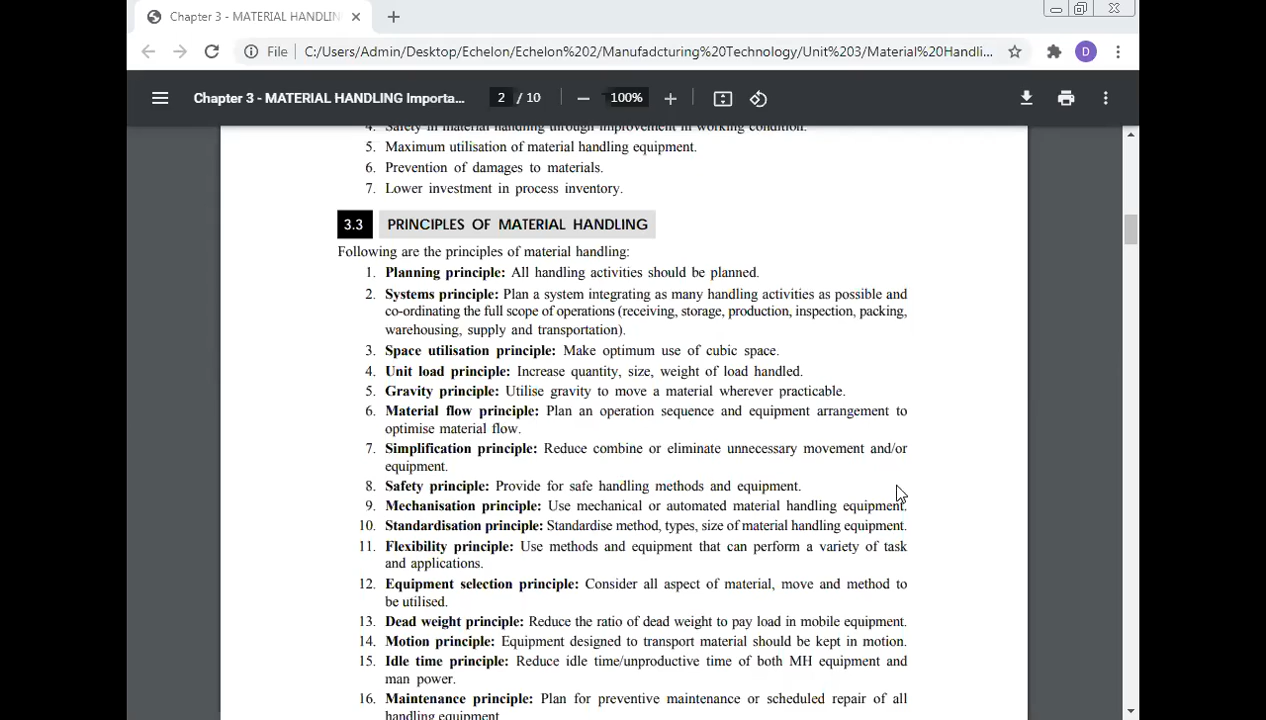 Chapter 3 - MATERIAL HANDLIN
File
C:/Users/Admin/Desktop/Echelon/Echelon%202/Manufadcturing%20Technology/Unit%203/Material%20Handli...
D
Chapter 3 - MATERIAL HANDLING Importa...
2 / 10
100%
4. Safety in material handling through improvement in working condition.
5. Maximum utilisation of material handling equipment.
6. Prevention of damages to materials.
7. Lower investment in process inventory.
3.3 PRINCIPLES OF MATERIAL HANDLING
Following are the principles of material handling:
1. Planning principle: All handling activities should be planned.
2. Systems principle: Plan a system integrating as many handling activities as possible and
co-ordinating the full scope of operations (receiving, storage, production, inspection, packing,
warehousing, supply and transportation).
3. Space utilisation principle: Make optimum use of cubic space.
4. Unit load principle: Increase quantity, size, weight of load handled.
5. Gravity principle: Utilise gravity to move a material wherever practicable.
6. Material flow principle: Plan an operation sequence and equipment arrangement to
optimise material flow.
7. Simplification principle: Reduce combine or eliminate unnecessary movement and/or
equipment.
8. Safety principle: Provide for safe handling methods and equipment.
9. Mechanisation principle: Use mechanical or automated material handling equipment.
10. Standardisation principle: Standardise method, types, size of material handling equipment.
11. Flexibility principle: Use methods and equipment that can perform a variety of task
and applications.
12. Equipment selection principle: Consider all aspect of material, move and method to
be utilised.
13. Dead weight principle: Reduce the ratio of dead weight to pay load in mobile equipment.
14. Motion principle: Equipment designed to transport material should be kept in motion.
15. Idle time principle: Reduce idle time/unproductive time of both MH equipment and
man power.
16. Maintenance principle: Plan for preventive maintenance or scheduled repair of all
handling equipment